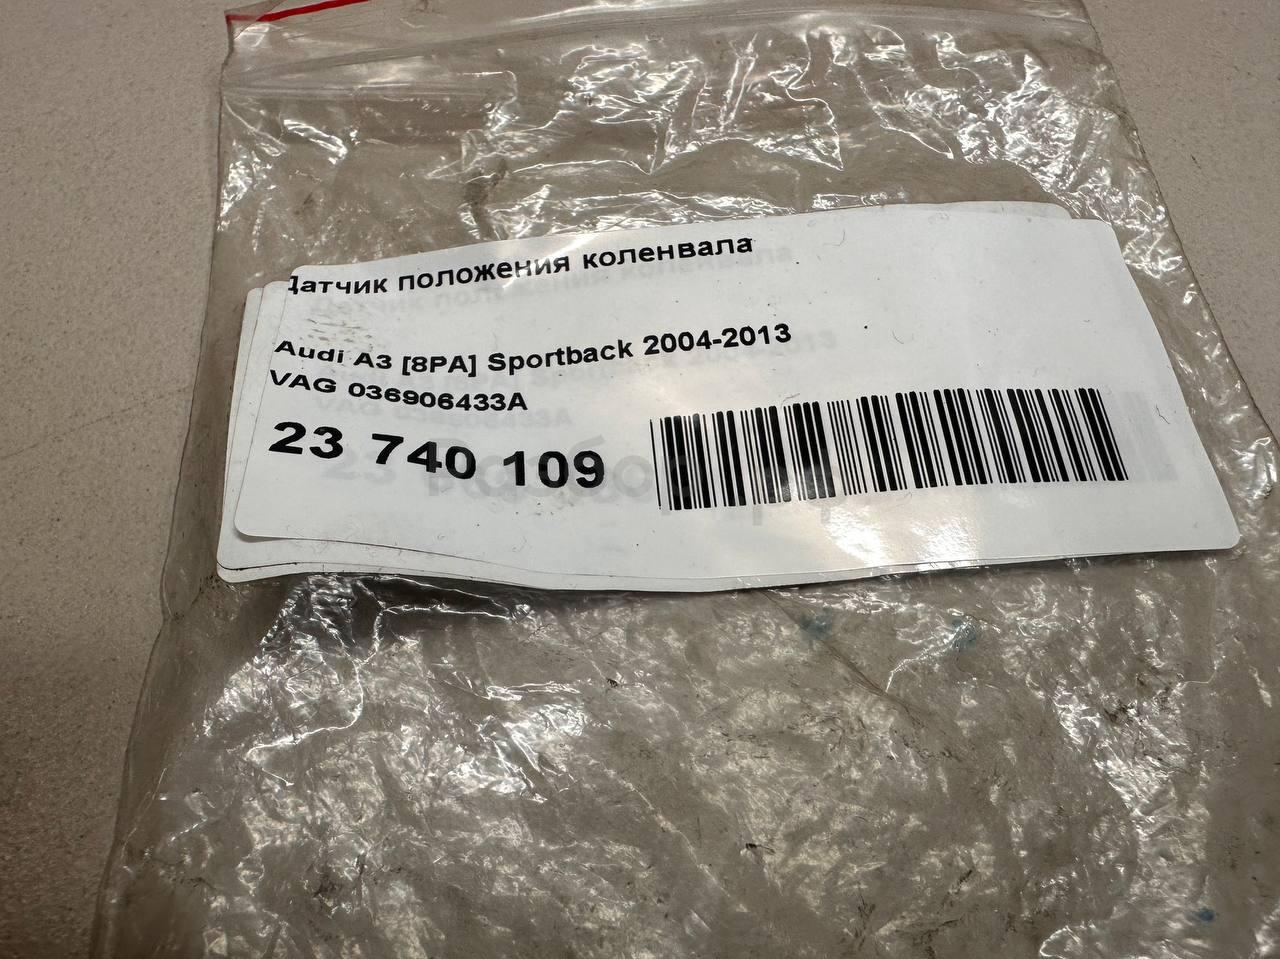 Датчик положения коленвала
Audi A3 [8PA] Sportback 2004-2013
VAG 036906433A
23 740 109